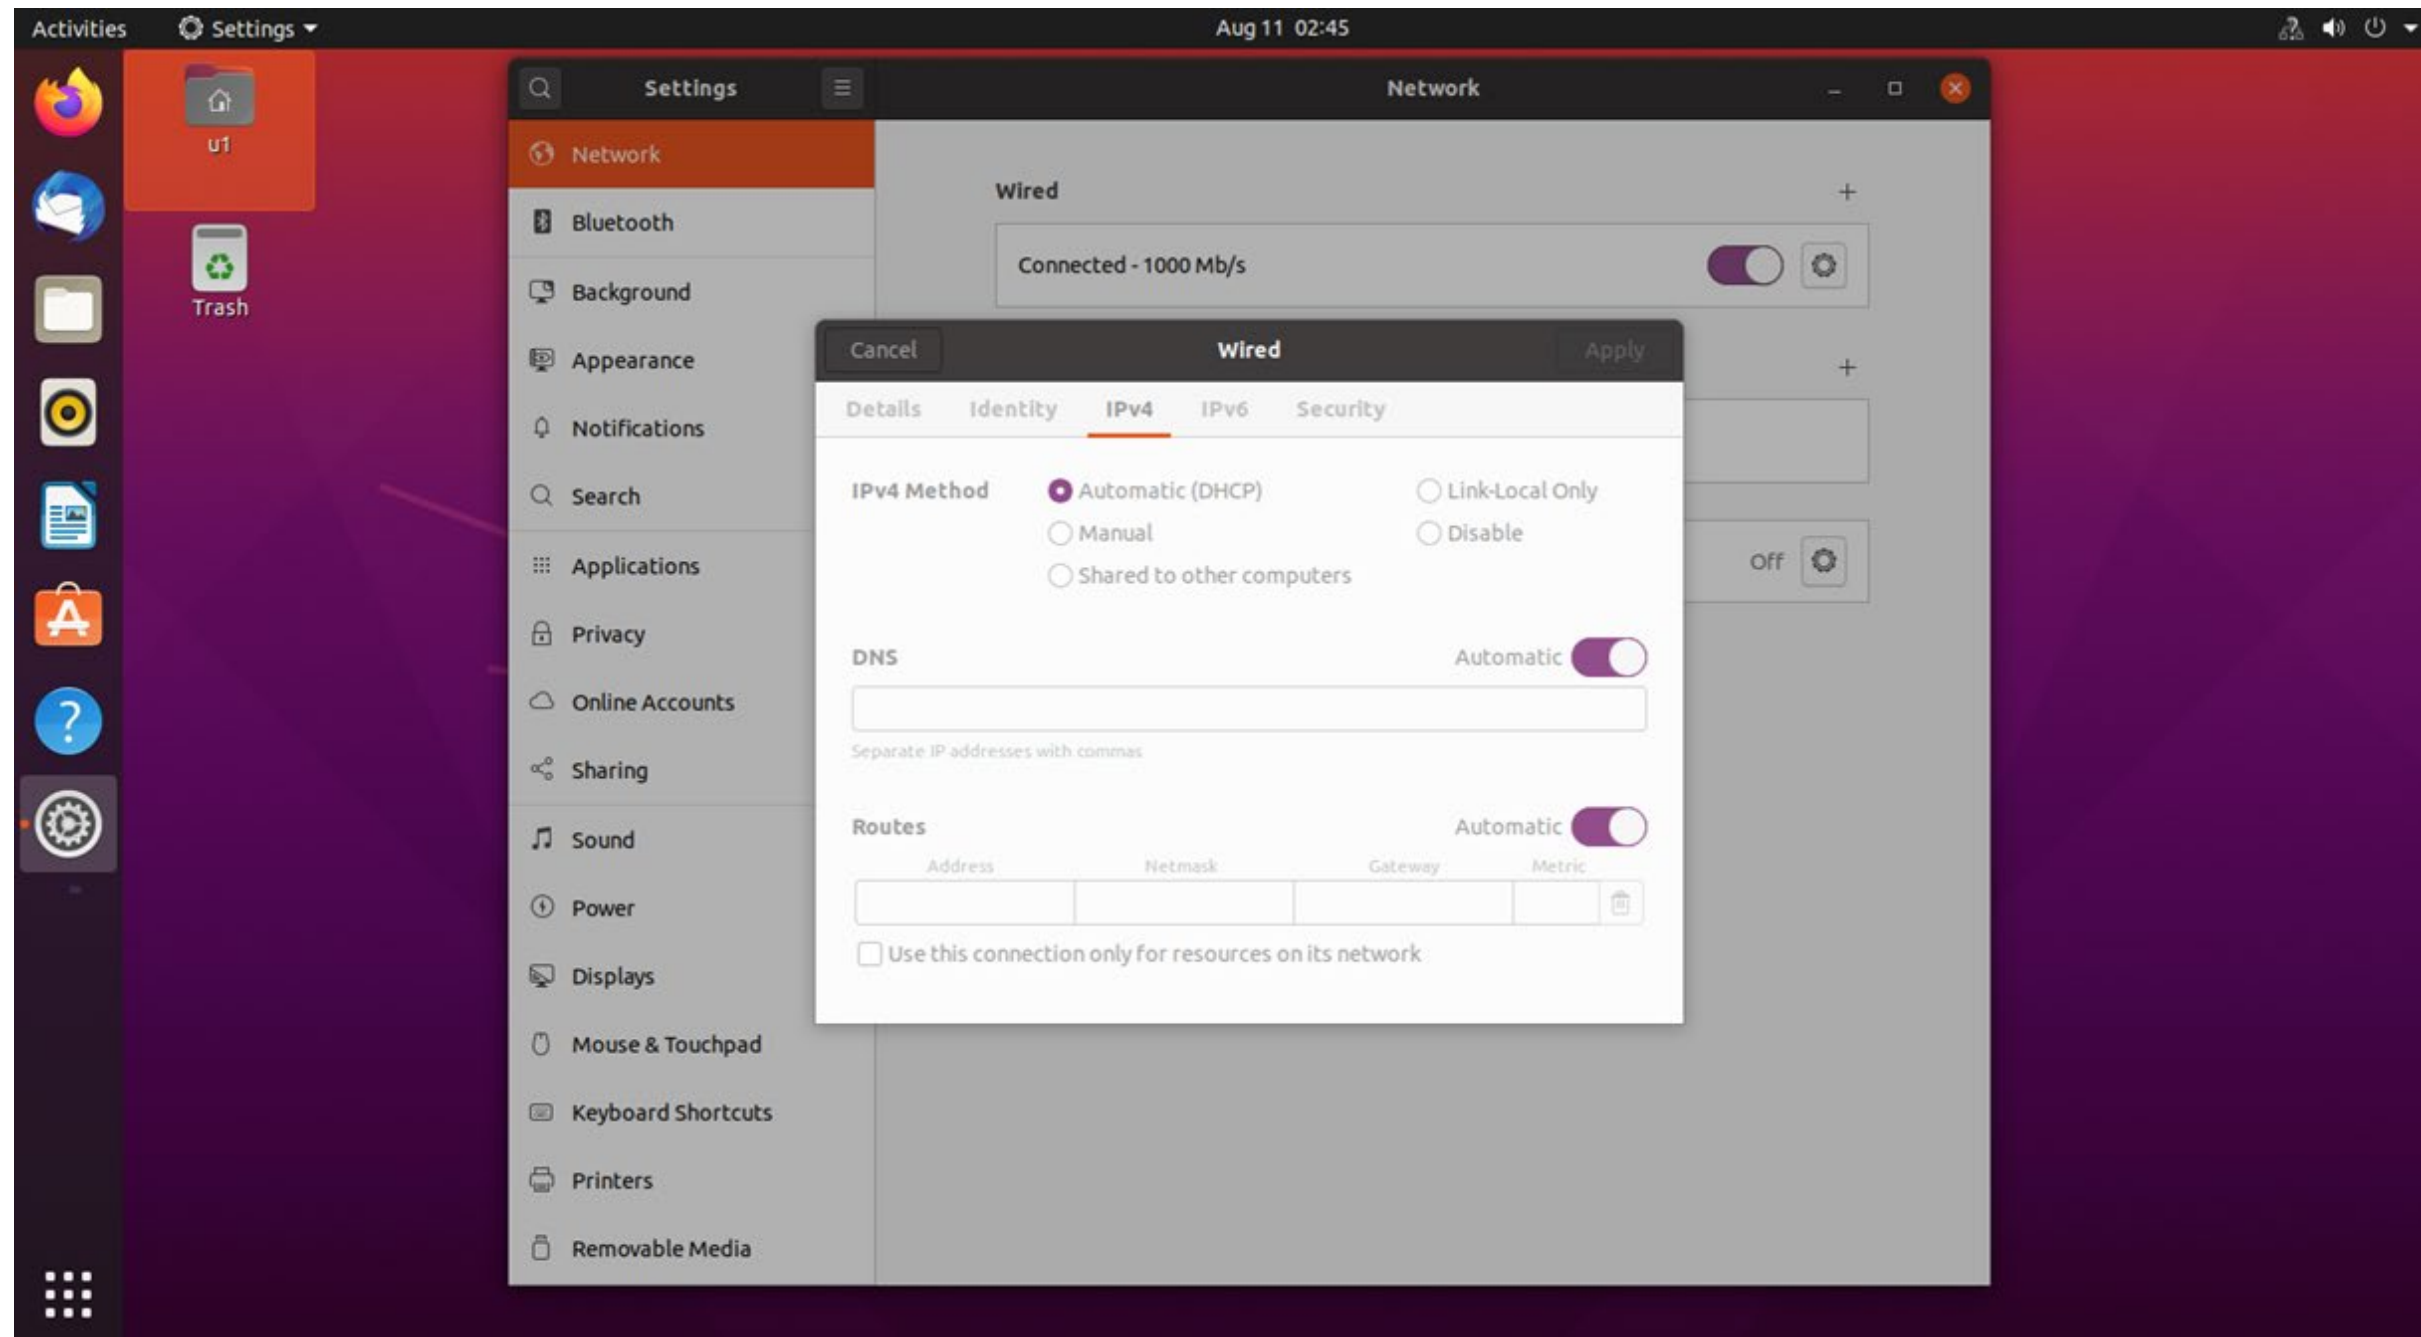 Activities
Settings
Aug 11 02:45
u1
Trash
Settings
Network
Network
Bluetooth
Background
Appearance
Notifications
Search
Applications
Privacy
Online Accounts
Sharing
Sound
Power
Displays
Mouse & Touchpad
Keyboard Shortcuts
Printers
Removable Media
Wired
Connected - 1000 Mb/s
Off
Cancel
Wired
Apply
Details Identity IPv4 IPv6 Security
IPv4 Method
Automatic (DHCP)
Link-Local Only
Manual
Disable
Shared to other computers
DNS
Automatic
Separate IP addresses with commas
Routes
Automatic
Address Netmask Gateway Metric
Use this connection only for resources on its network